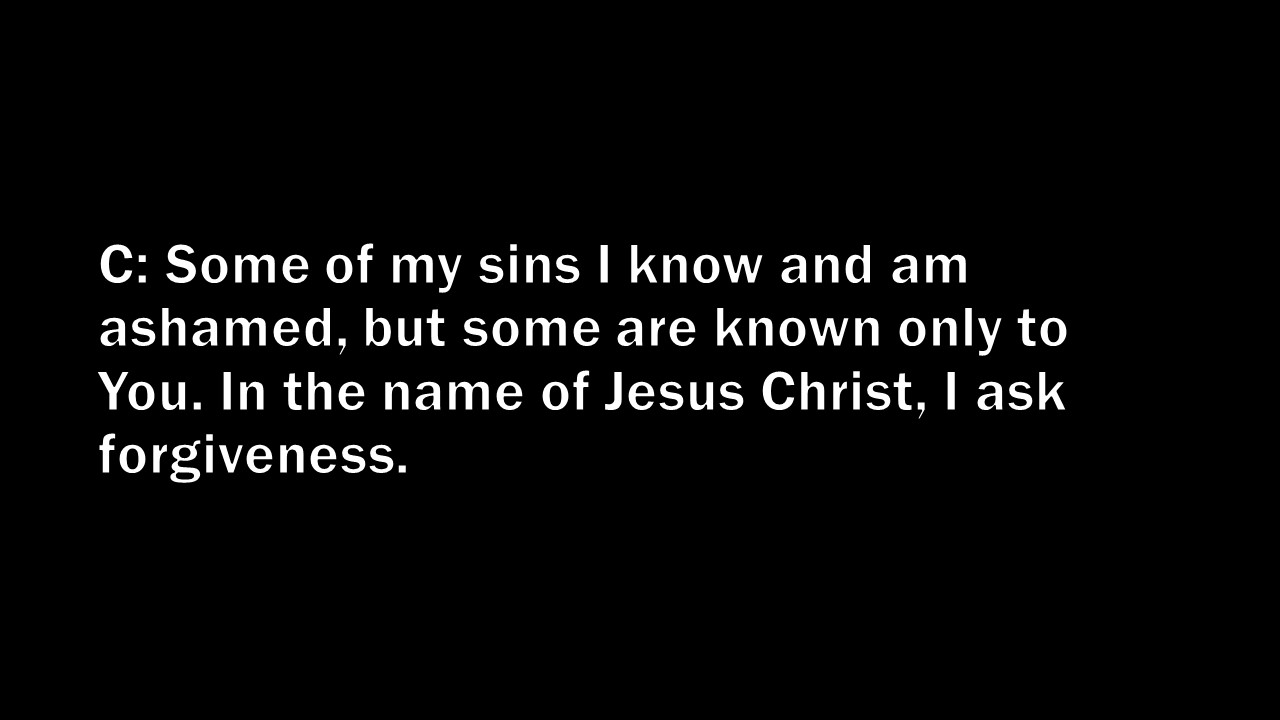 C: Some of my sins I know and am
ashamed, but some are known only to
You. In the name of Jesus Christ, I ask
forgiveness.